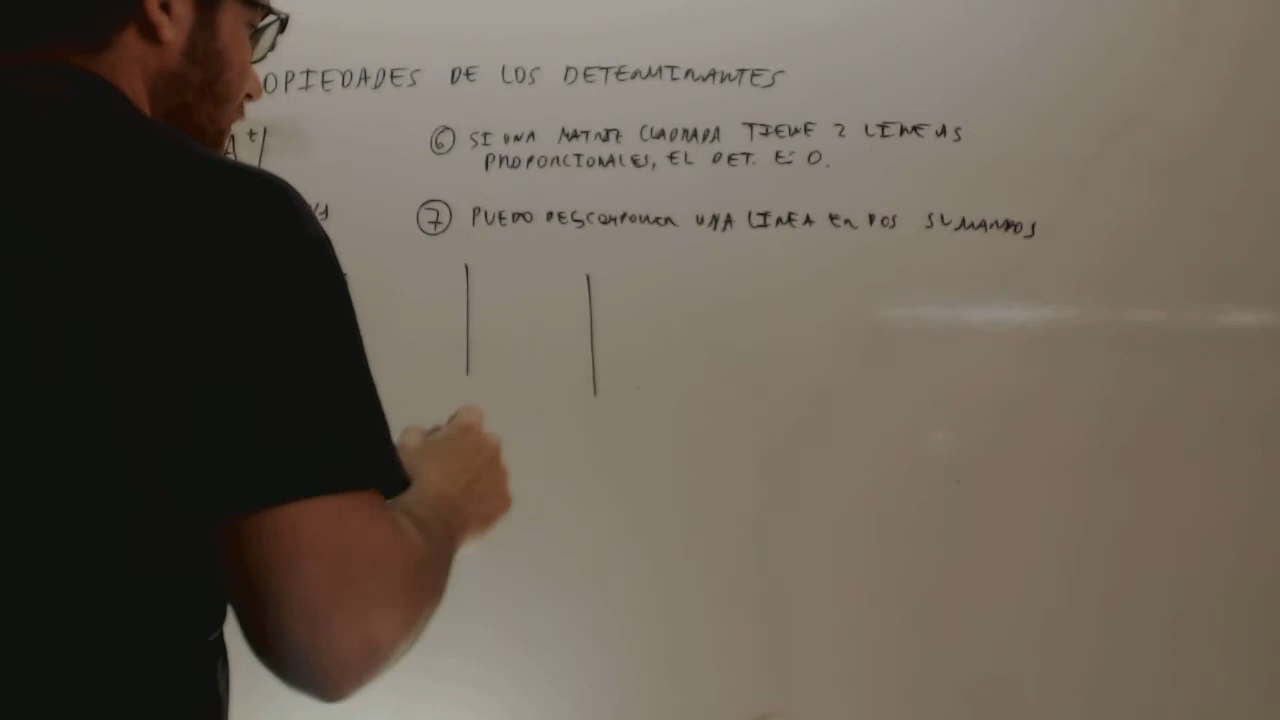 OPIEDADES DE LOS DETERMINANTES
A^t|
⑥ SI UNA MATRIZ CUADRADA TIENE 2 LINEAS
PROPORCIONALES, EL DET. ES 0.
⑦ PUEDO DESCOMPONER UNA LINEA EN DOS SUMANDOS